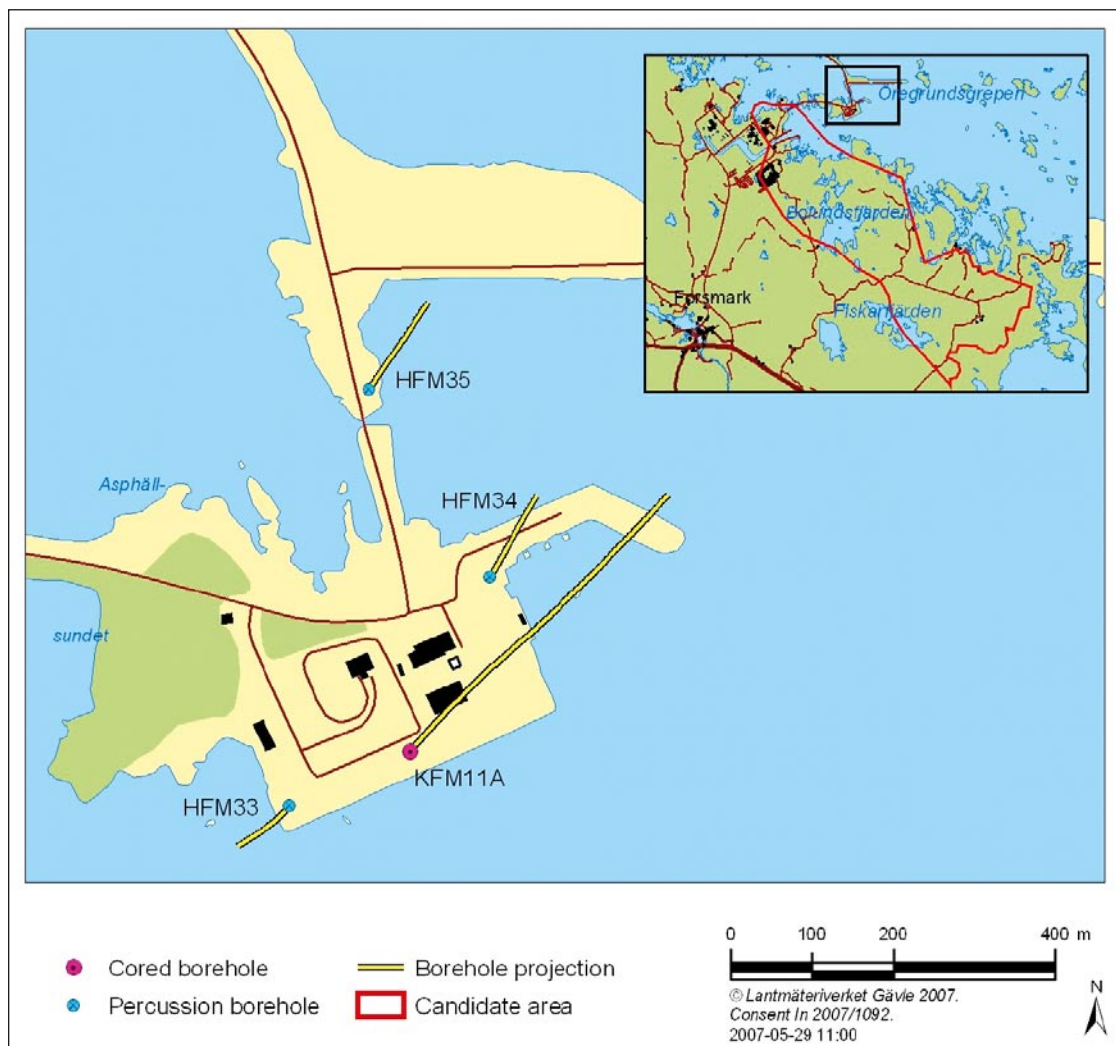 Öregrundsgrepen
Bolundsfjärden
Forsmark
Fiskarfjärden
HFM35
Asphäll-
HFM34
sundet
KFM11A
HFM33
0 100 200 400 m
Cored borehole
Borehole projection
Percussion borehole
Candidate area
© Lantmäteriverket Gävle 2007.
Consent In 2007/1092.
2007-05-29 11:00
N